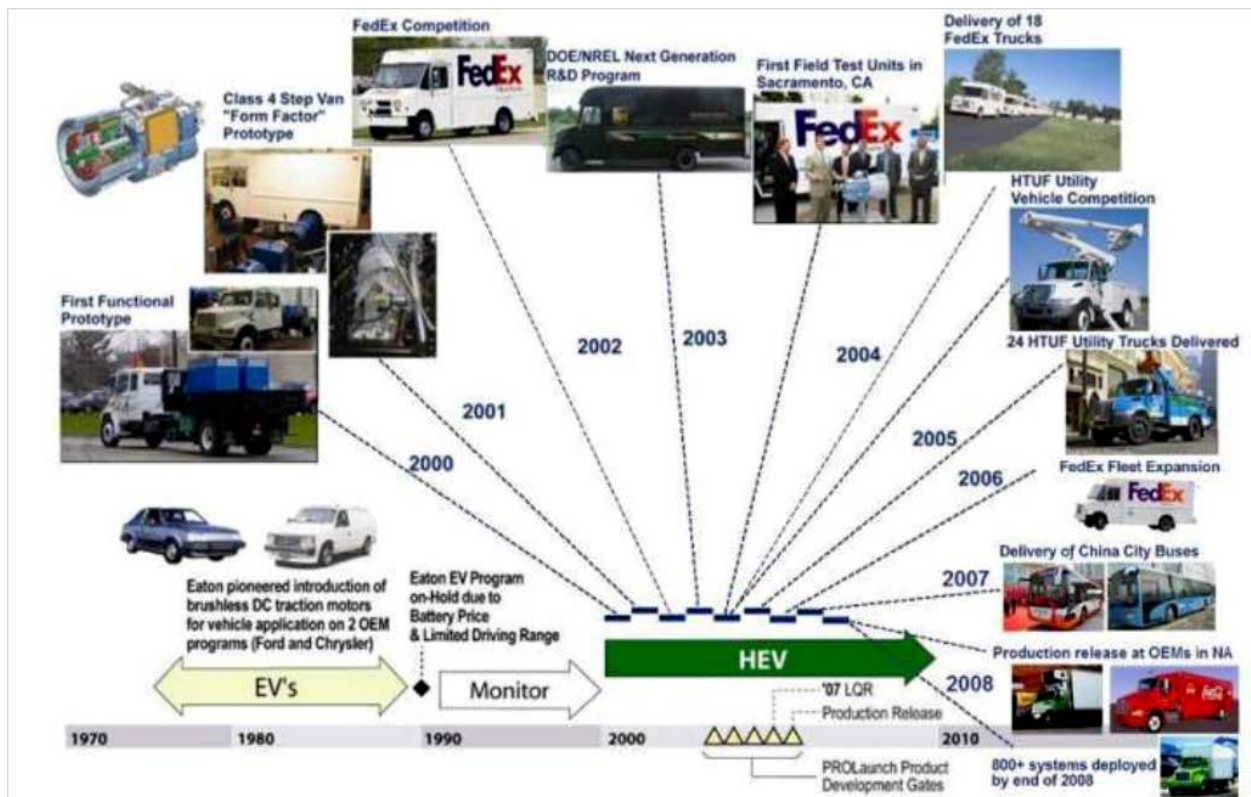 FedEx Competition
Delivery of 18
FedEx Trucks
DOE/NREL Next Generation
R&D Program
First Field Test Units in
Sacramento, CA
Class 4 Step Van
"Form Factor"
Prototype
FedEx
FedEx
HTUF Utility
Vehicle Competition
First Functional
Prototype
24 HTUF Utility Trucks Delivered
2002
2003
2004
2001
2005
2000
2006
FedEx Fleet Expansion
FedEx
Delivery of China City Buses
2007
Eaton pioneered introduction of
brushless DC traction motors
for vehicle application on 2 OEM
programs (Ford and Chrysler)
Eaton EV Program
on-Hold due to
Battery Price
& Limited Driving Range
HEV
Production release at OEMs in NA
EV's
Monitor
2008
'07 LQR
Production Release
Coca-Cola
1970
1980
1990
2000
2010
PROLaunch Product
Development Gates
800+ systems deployed
by end of 2008